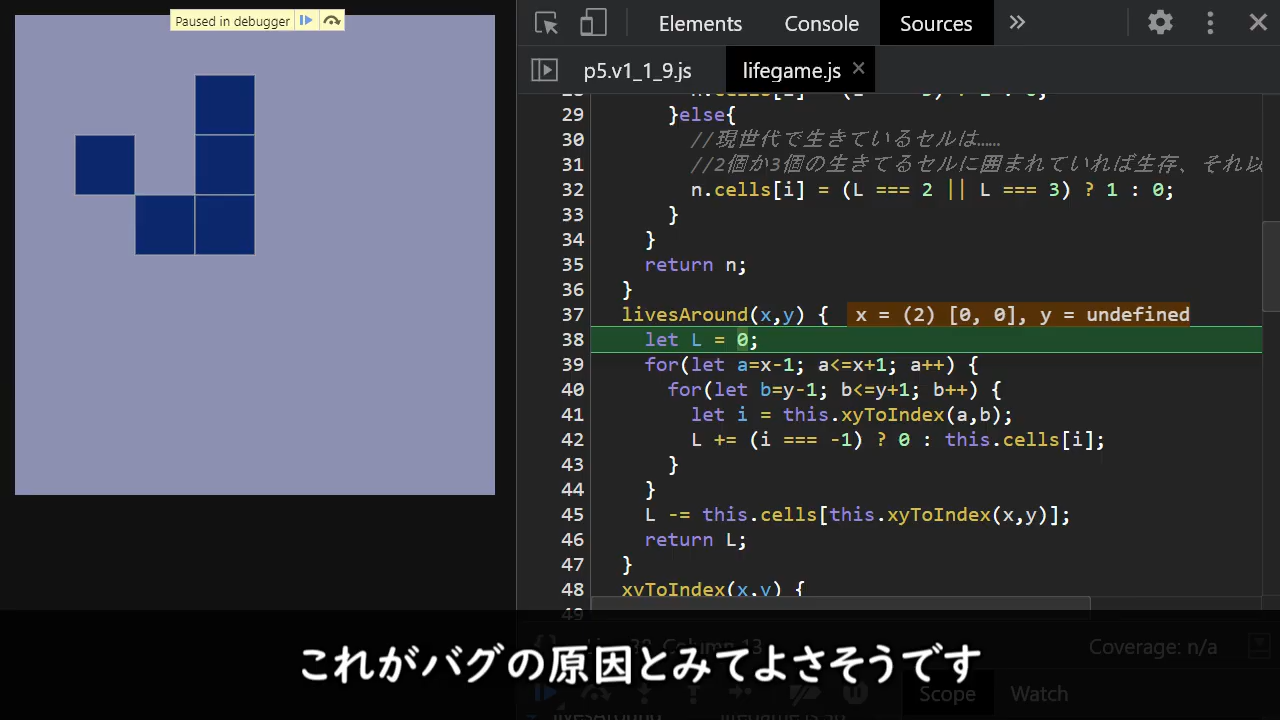 Paused in debugger
Elements Console Sources
p5.v1_1_9.js lifegame.js
29 }else{
30 //現世代で生きているセルは……
31 //2個か3個の生きてるセルに囲まれていれば生存、それ以
32 n.cells[i] = (L === 2 || L === 3) ? 1 : 0;
33 }
34 }
35 return n;
36 }
37 livesAround(x,y) { x = (2) [0, 0], y = undefined
38 let L = 0;
39 for(let a=x-1; a<=x+1; a++) {
40 for(let b=y-1; b<=y+1; b++) {
41 let i = this.xyToIndex(a,b);
42 L += (i === -1) ? 0 : this.cells[i];
43 }
44 }
45 L -= this.cells[this.xyToIndex(x,y)];
46 return L;
47 }
48 xyToIndex(x,y) {
49
Coverage: n/a
これがバグの原因とみてよさそうです
Scope Watch